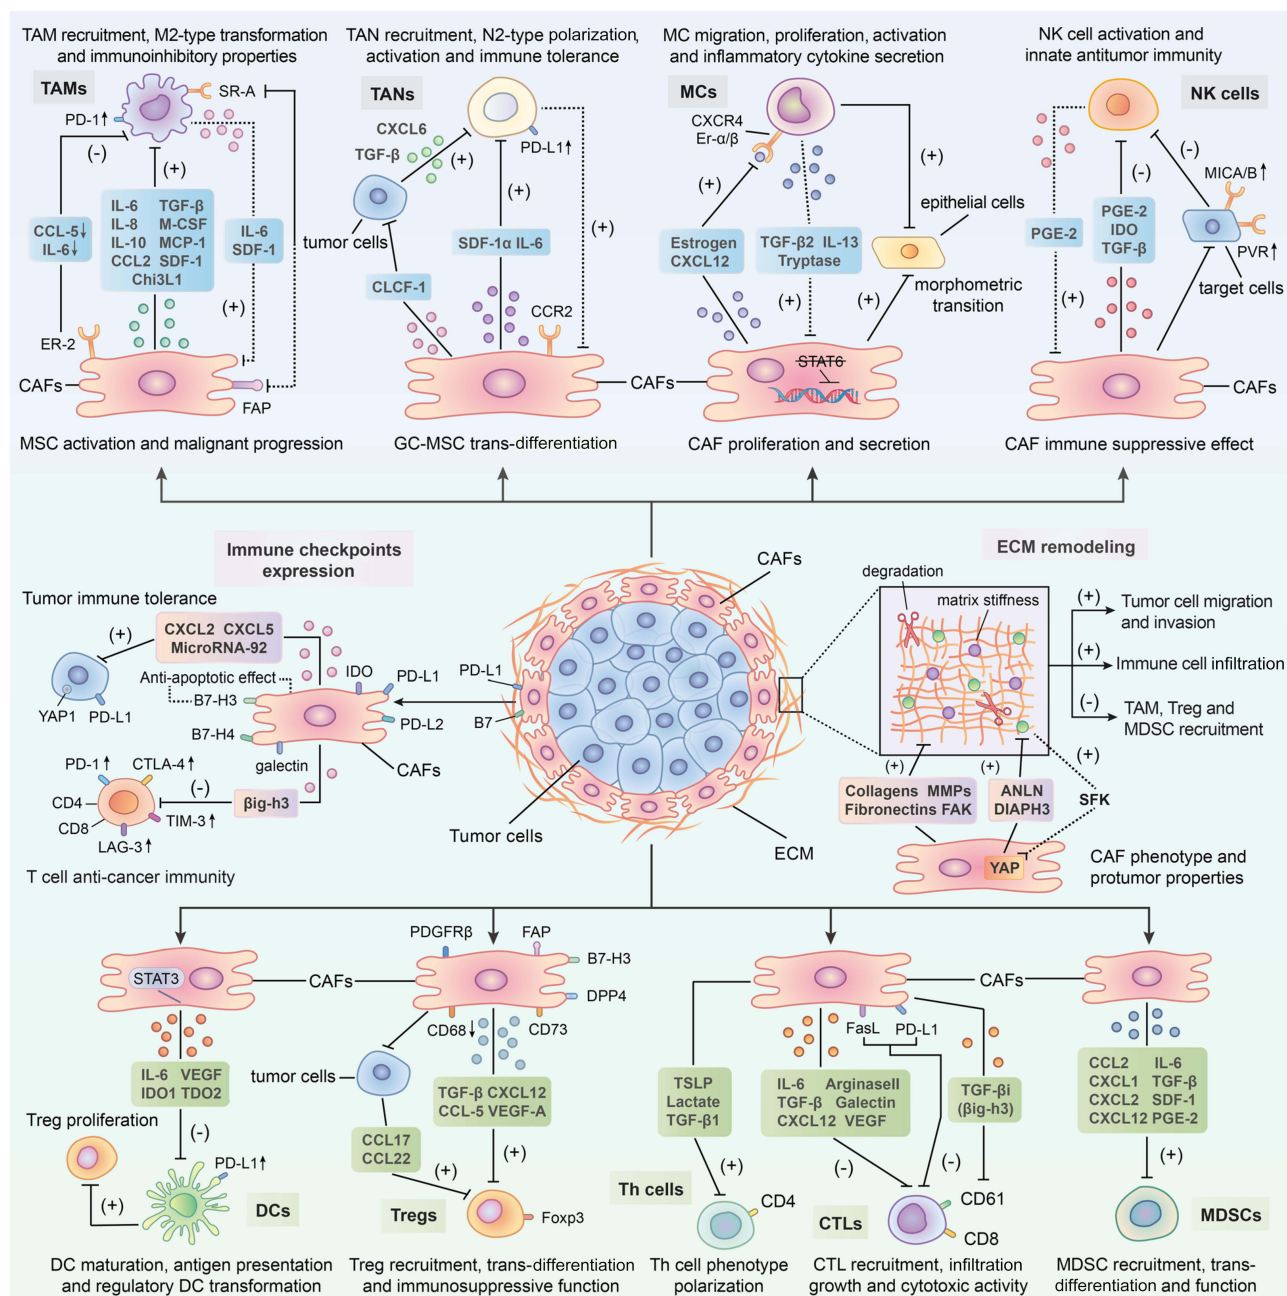 TAM recruitment, M2-type transformation
and immunoinhibitory properties
TAMs
SR-A
PD-1↑
(-)
(+)
CCL-5↓
IL-6↓
IL-6 TGF-β
IL-8 M-CSF
IL-10 MCP-1
CCL2 SDF-1
Chi3L1
IL-6
SDF-1
(+)
ER-2
CAFs
FAP
MSC activation and malignant progression
TAN recruitment, N2-type polarization,
activation and immune tolerance
TANs
CXCL6
TGF-β
(+)
PD-L1↑
(+)
(+)
tumor cells
SDF-1α IL-6
CLCF-1
CCR2
CAFs
GC-MSC trans-differentiation
MC migration, proliferation, activation
and inflammatory cytokine secretion
MCs
CXCR4
Er-α/β
(+)
(+)
epithelial cells
Estrogen
CXCL12
TGF-β2 IL-13
Tryptase
morphometric
transition
(+)
(+)
STAT6
CAF proliferation and secretion
NK cell activation and
innate antitumor immunity
NK cells
(-)
(-)
MICA/B↑
PGE-2
PGE-2
IDO
TGF-β
PVR↑
target cells
(+)
CAFs
CAF immune suppressive effect
Immune checkpoints
expression
Tumor immune tolerance
(+)
CXCL2 CXCL5
MicroRNA-92
Anti-apoptotic effect
YAP1
PD-L1
B7-H3
B7-H4
IDO
PD-L1
PD-L2
galectin
CAFs
PD-1↑
CTLA-4↑
(-)
βig-h3
CD4
CD8
TIM-3↑
LAG-3↑
T cell anti-cancer immunity
CAFs
PD-L1
B7
Tumor cells
ECM
ECM remodeling
degradation
matrix stiffness
(+)
Tumor cell migration
and invasion
(+)
Immune cell infiltration
(-)
TAM, Treg and
MDSC recruitment
(+)
(+)
(+)
Collagens MMPs
Fibronectins FAK
ANLN
DIAPH3
SFK
YAP
CAF phenotype and
protumor properties
STAT3
CAFs
IL-6 VEGF
IDO1 TDO2
Treg proliferation
(-)
PD-L1↑
(+)
DCs
DC maturation, antigen presentation
and regulatory DC transformation
PDGFRβ
FAP
B7-H3
DPP4
CD68↓
CD73
tumor cells
TGF-β CXCL12
CCL-5 VEGF-A
CCL17
CCL22
(+)
(+)
Tregs
Foxp3
Treg recruitment, trans-differentiation
and immunosuppressive function
CAFs
FasL
PD-L1
TSLP
Lactate
TGF-β1
IL-6 Arginasell
TGF-β Galectin
CXCL12 VEGF
TGF-βi
(βig-h3)
(+)
(-)
(-)
Th cells
CD4
CTLs
CD61
CD8
Th cell phenotype
polarization
CTL recruitment, infiltration
growth and cytotoxic activity
CCL2 IL-6
CXCL1 TGF-β
CXCL2 SDF-1
CXCL12 PGE-2
(+)
MDSCs
MDSC recruitment, trans-
differentiation and function